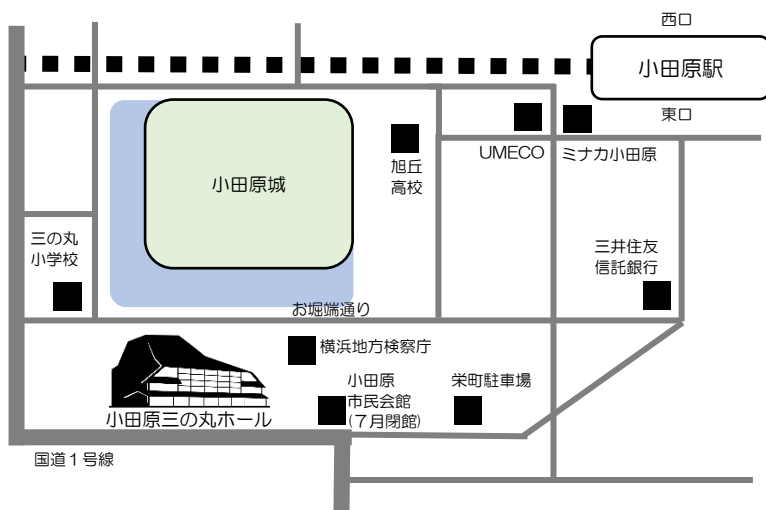 西口
小田原駅
東口
UMECO
ミナカ小田原
旭丘
高校
小田原城
三の丸
小学校
三井住友
信託銀行
お堀端通り
横浜地方検察庁
小田原
市民会館
(７月閉館)
栄町駐車場
小田原三の丸ホール
国道１号線